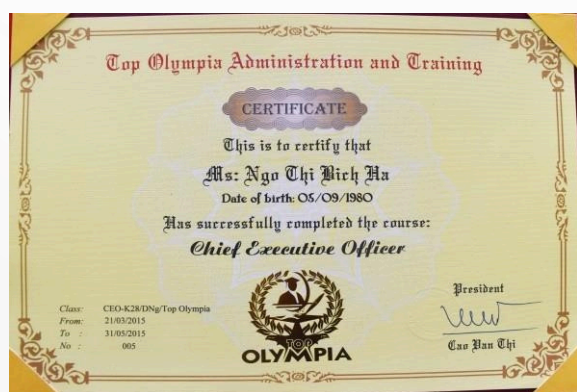 Top Olympia Administration and Training
CERTIFICATE
This is to certify that
Ms: Ngo Thi Bich Ha
Date of birth: 05/09/1980
Has successfully completed the course:
Chief Executive Officer
Class: CEO-K28/DNg/Top Olympia
From: 21/03/2015
To : 31/05/2015
No : 005
TOP
OLYMPIA
President
Cao Van Thi